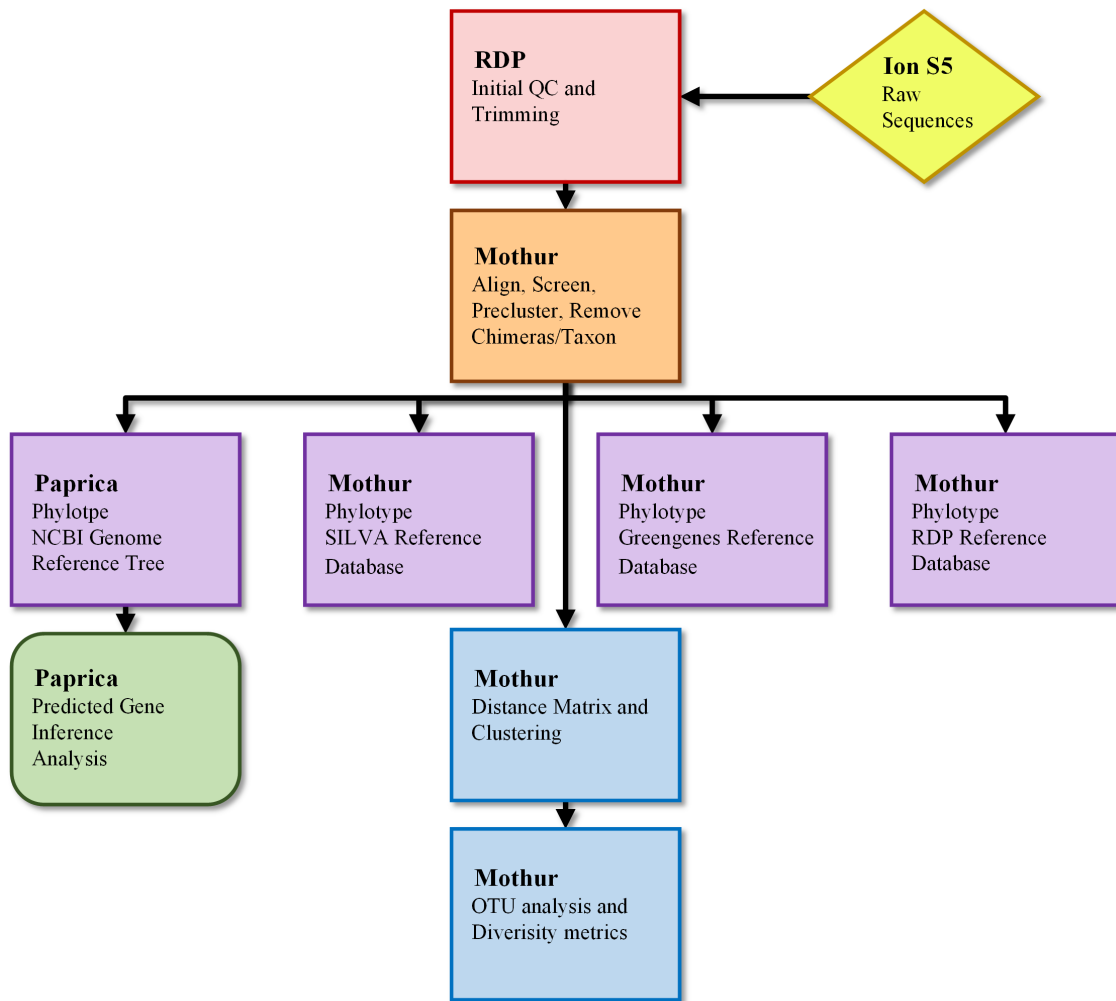 RDP
Initial QC and
Trimming
Ion S5
Raw
Sequences
Mothur
Align, Screen,
Precluster, Remove
Chimeras/Taxon
Paprica
Phylotpe
NCBI Genome
Reference Tree
Mothur
Phylotype
SILVA Reference
Database
Mothur
Phylotype
Greengenes Reference
Database
Mothur
Phylotype
RDP Reference
Database
Paprica
Predicted Gene
Inference
Analysis
Mothur
Distance Matrix and
Clustering
Mothur
OTU analysis and
Diverisity metrics